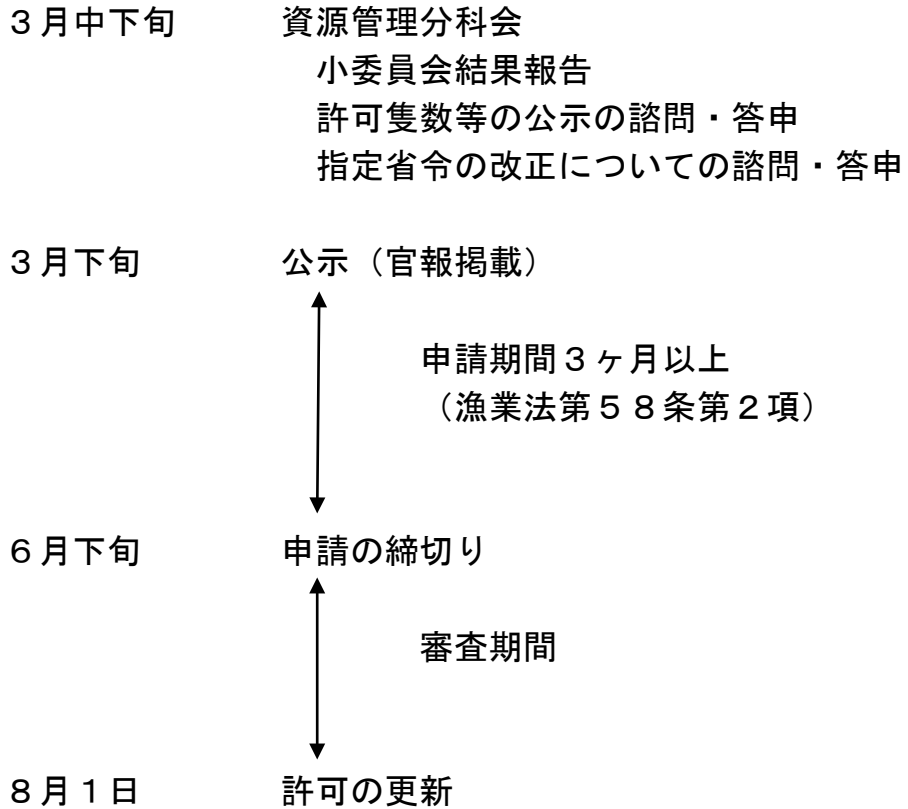 ３月中下旬　　　資源管理分科会
小委員会結果報告
許可隻数等の公示の諮問・答申
指定省令の改正についての諮問・答申
３月下旬　　　　公示（官報掲載）
申請期間３ヶ月以上
（漁業法第５８条第２項）
６月下旬　　　　申請の締切り
審査期間
８月１日　　　　許可の更新